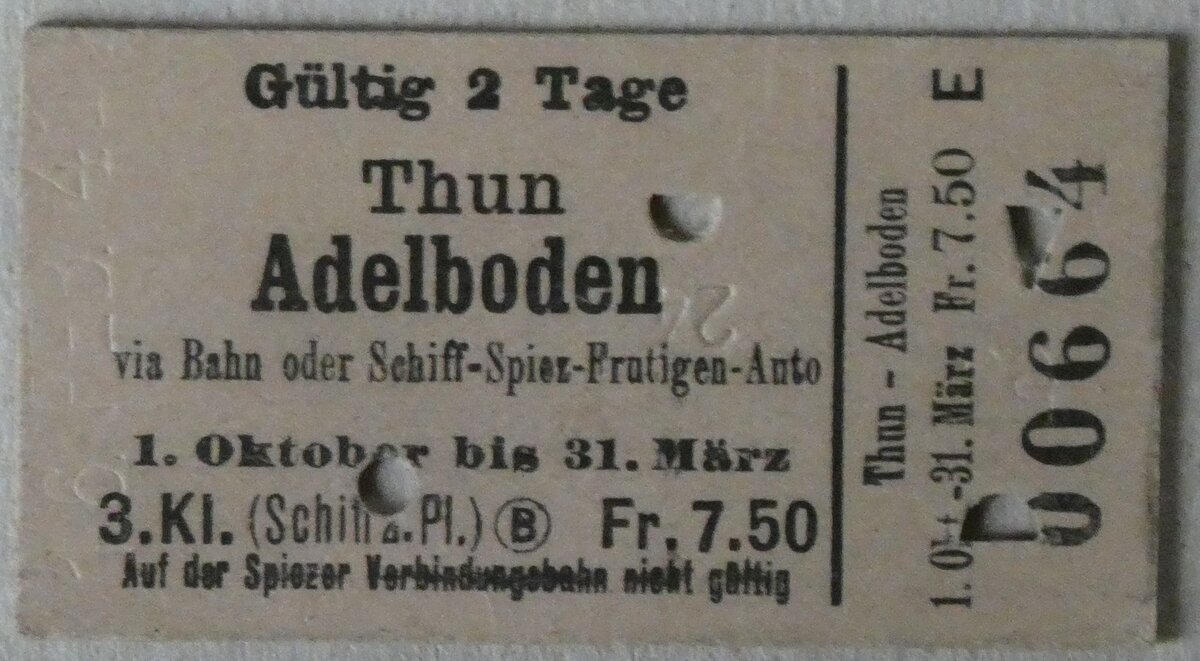 Gültig 2 Tage
Thun
Adelboden
via Bahn oder Schiff-Spiez-Frutigen-Auto
1. Oktober bis 31. März
3.Kl. (Schiff 2.Pl.) Ⓑ Fr. 7.50
Auf der Spiezer Verbindungsbahn nicht gültig
Thun - Adelboden
1. Okt-31. März Fr. 7.50 E
00664